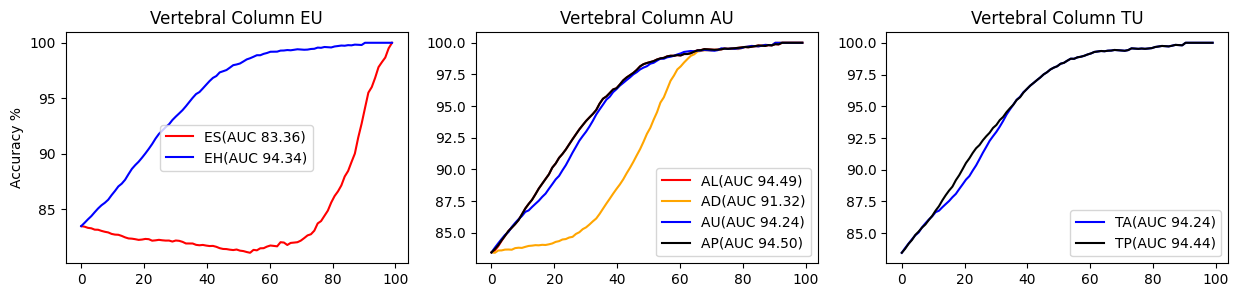 Vertebral Column EU
Accuracy %
100
95
90
85
0 20 40 60 80 100
ES(AUC 83.36)
EH(AUC 94.34)
Vertebral Column AU
100.0
97.5
95.0
92.5
90.0
87.5
85.0
0 20 40 60 80 100
AL(AUC 94.49)
AD(AUC 91.32)
AU(AUC 94.24)
AP(AUC 94.50)
Vertebral Column TU
100.0
97.5
95.0
92.5
90.0
87.5
85.0
0 20 40 60 80 100
TA(AUC 94.24)
TP(AUC 94.44)